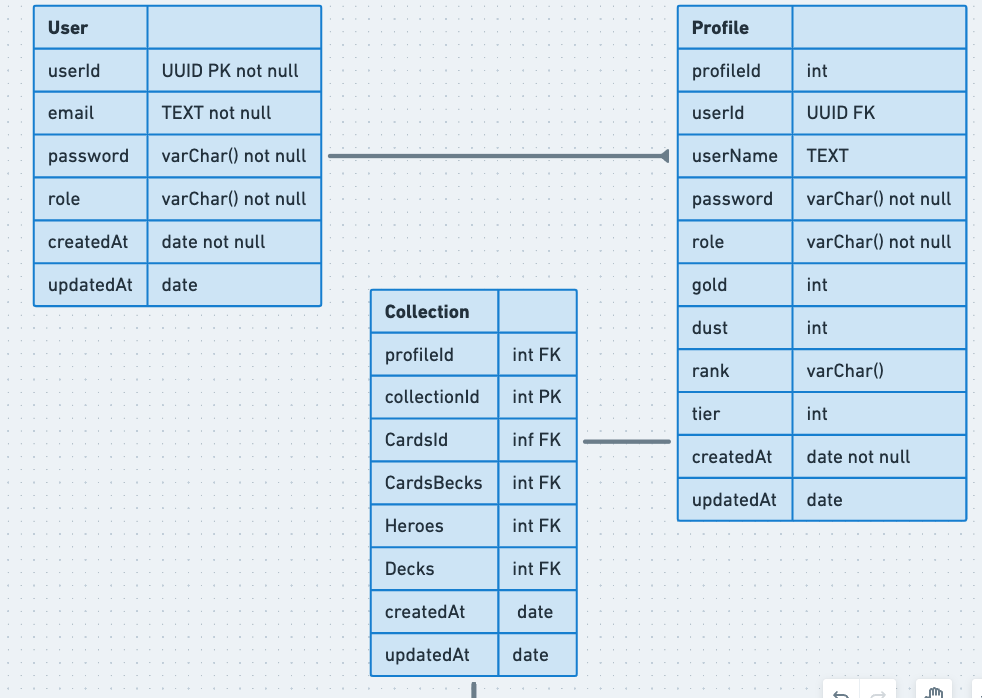 User
userId UUID PK not null
email TEXT not null
password varChar() not null
role varChar() not null
createdAt date not null
updatedAt date
Profile
profileId int
userId UUID FK
userName TEXT
password varChar() not null
role varChar() not null
gold int
dust int
rank varChar()
tier int
createdAt date not null
updatedAt date
Collection
profileId int FK
collectionId int PK
CardsId inf FK
CardsBecks int FK
Heroes int FK
Decks int FK
createdAt date
updatedAt date